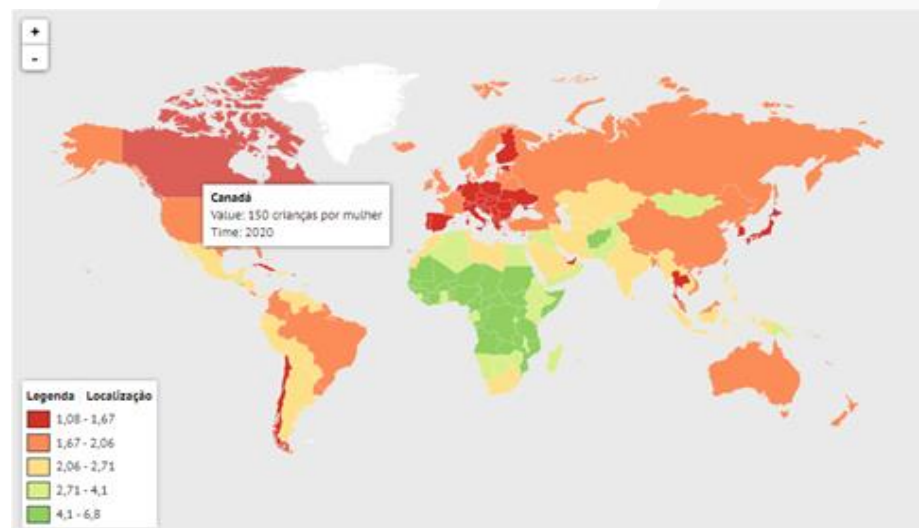 +
-
Canadá
Value: 150 crianças por mulher
Time: 2020
Legenda Localização
1,08 - 1,67
1,67 - 2,06
2,06 - 2,71
2,71 - 4,1
4,1 - 6,8